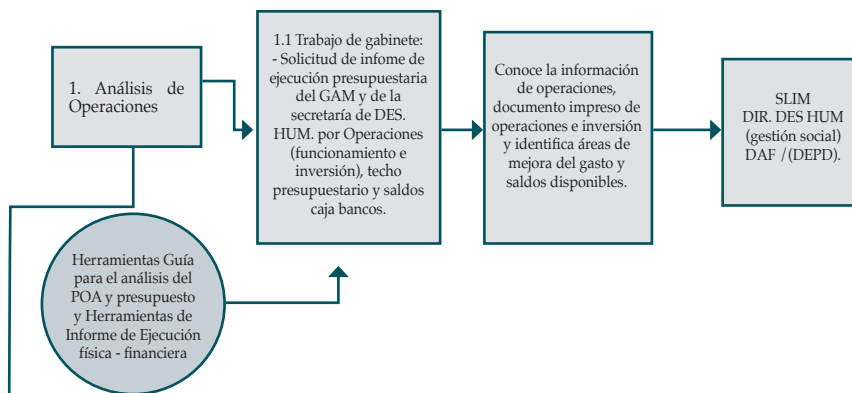 1. Análisis de
Operaciones
1.1 Trabajo de gabinete:
- Solicitud de infome de
ejecución presupuestaria
del GAM y de la
secretaría de DES.
HUM. por Operaciones
(funcionamiento e
inversión), techo
presupuestario y saldos
caja bancos.
Conoce la información
de operaciones,
documento impreso de
operaciones e inversión
y identifica áreas de
mejora del gasto y
saldos disponibles.
SLIM
DIR. DES HUM
(gestión social)
DAF /(DEPD).
Herramientas Guía
para el análisis del
POA y presupuesto
y Herramientas de
Informe de Ejecución
física - financiera